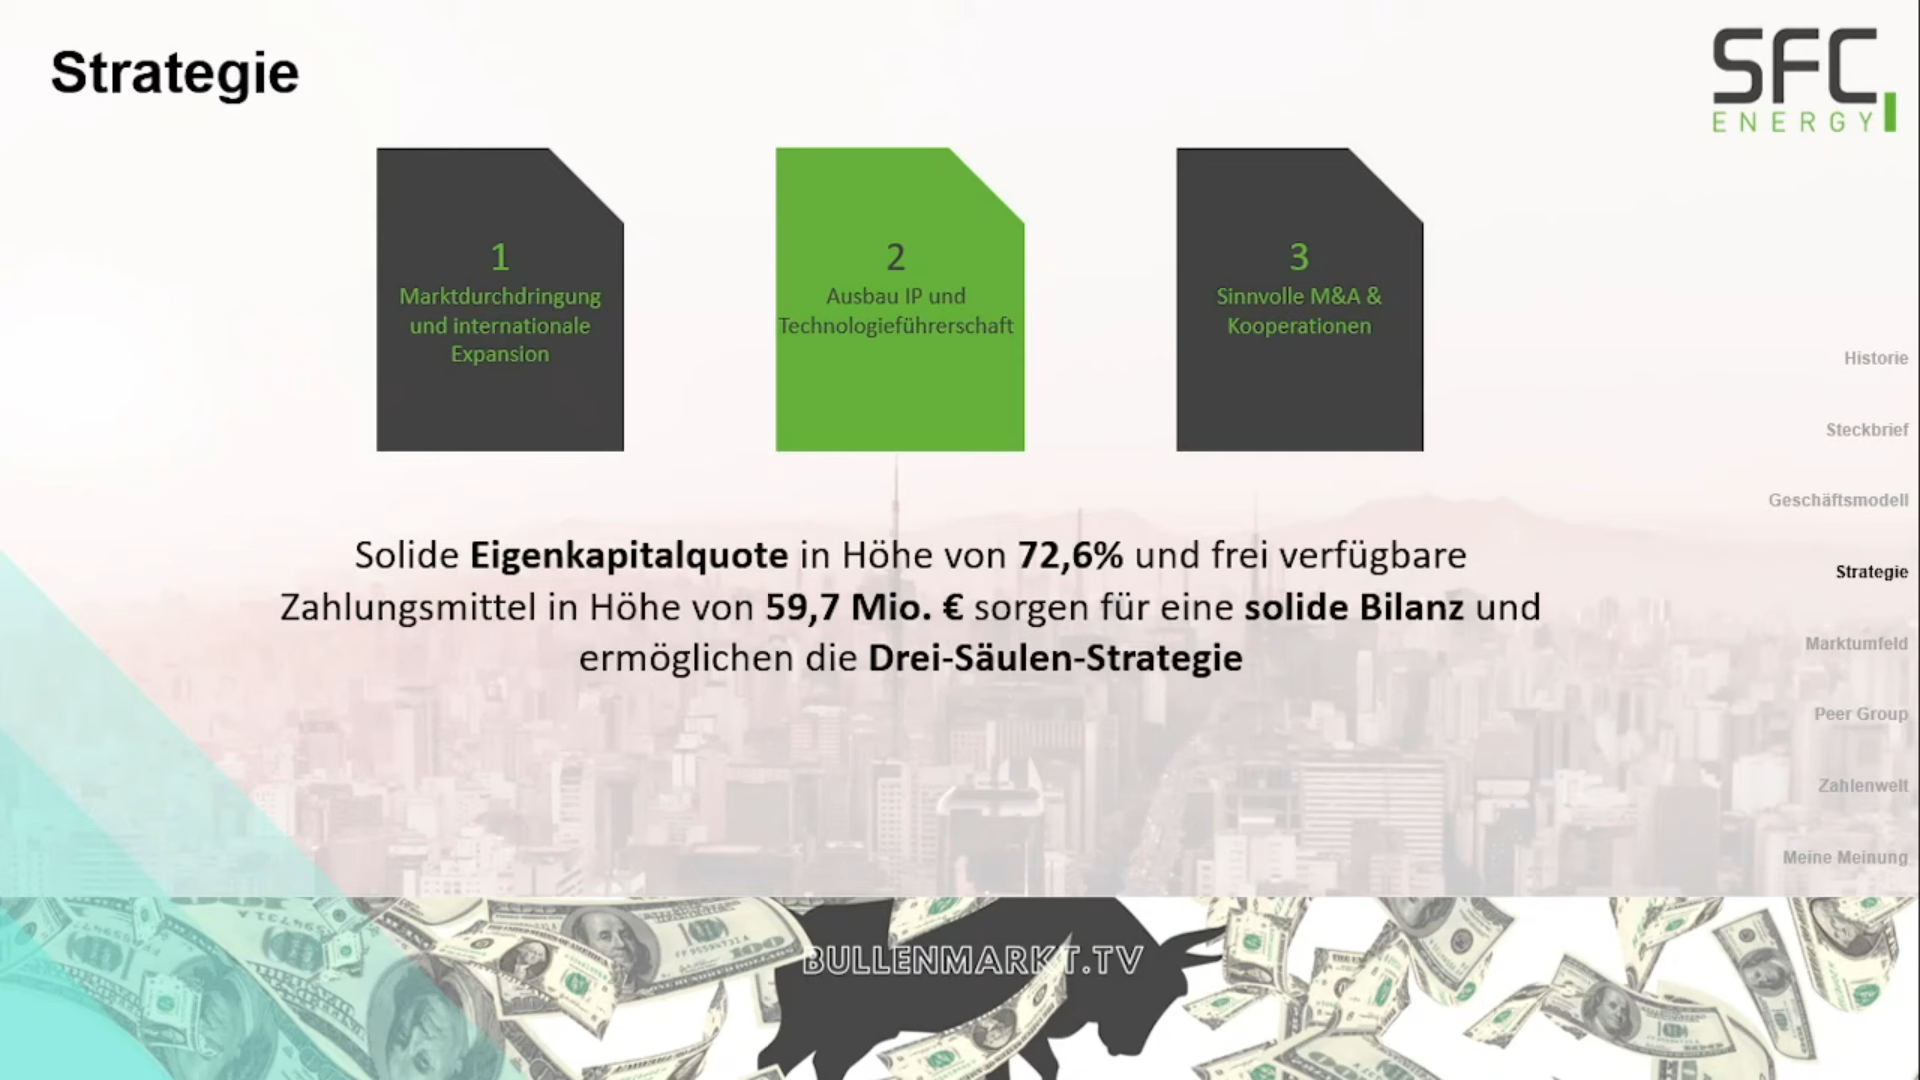 Strategie
SFC
ENERGY
1
Marktdurchdringung
und internationale
Expansion
2
Ausbau IP und
Technologieführerschaft
3
Sinnvolle M&A &
Kooperationen
Solide Eigenkapitalquote in Höhe von 72,6% und frei verfügbare
Zahlungsmittel in Höhe von 59,7 Mio. € sorgen für eine solide Bilanz und
ermöglichen die Drei-Säulen-Strategie
Historie
Steckbrief
Geschäftsmodell
Strategie
Marktumfeld
Peer Group
Zahlenwelt
Meine Meinung
BULLENMARKT.TV